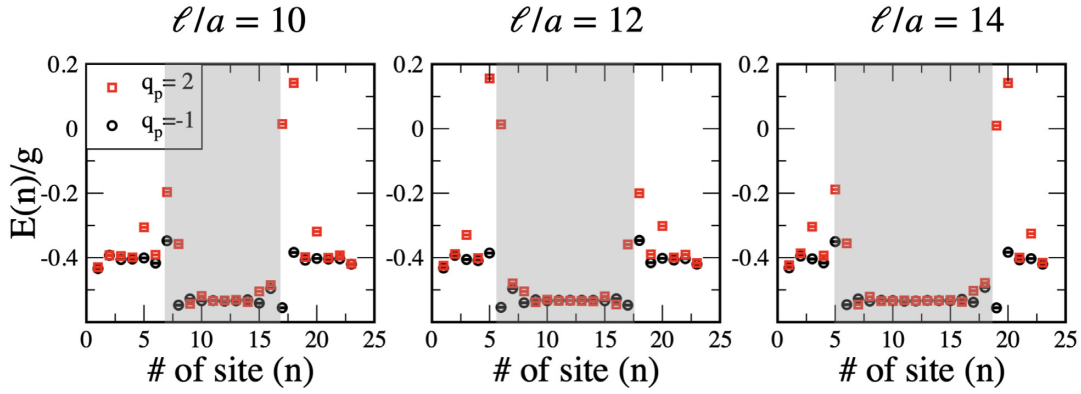 ℓ/a = 10 ℓ/a = 12 ℓ/a = 14
E(n)/g
0.2
0
-0.2
-0.4
q_p= 2
q_p=-1
0 5 10 15 20 25
# of site (n)
0.2
0
-0.2
-0.4
0 5 10 15 20 25
# of site (n)
0.2
0
-0.2
-0.4
0 5 10 15 20 25
# of site (n)